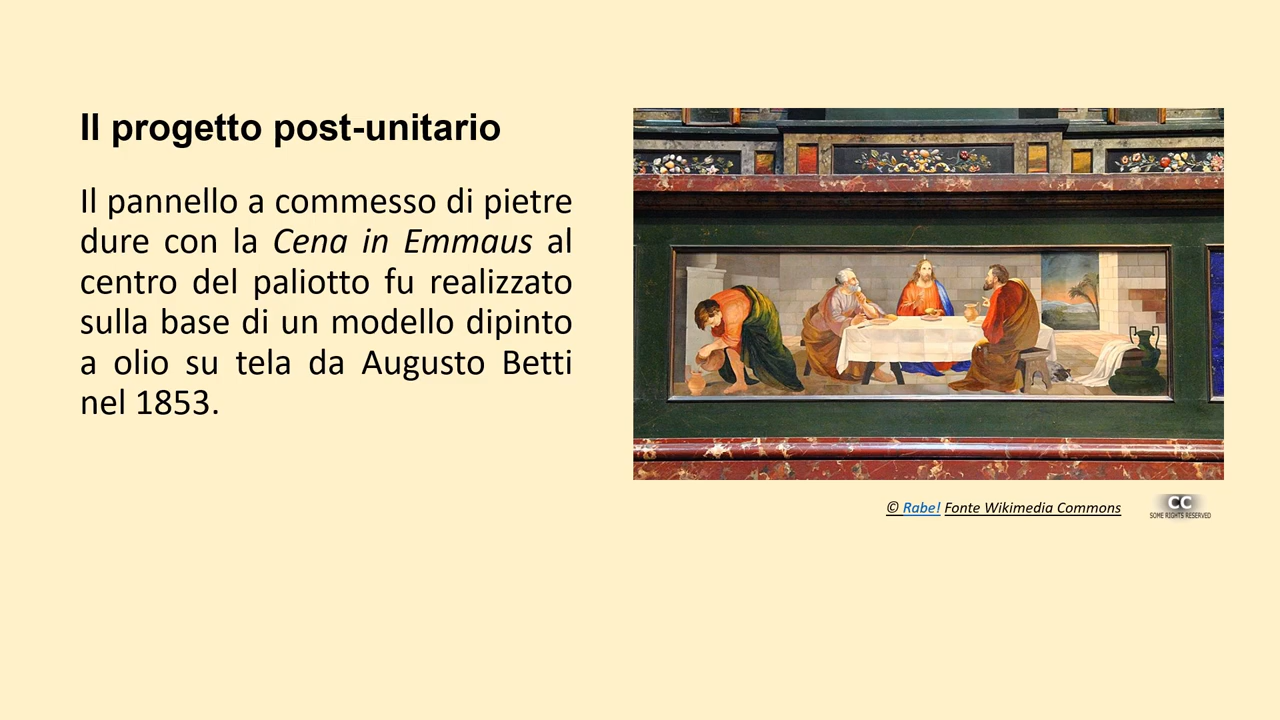 Il progetto post-unitario
Il pannello a commesso di pietre
dure con la Cena in Emmaus al
centro del paliotto fu realizzato
sulla base di un modello dipinto
a olio su tela da Augusto Betti
nel 1853.
© Rabe! Fonte Wikimedia Commons
CC
SOME RIGHTS RESERVED